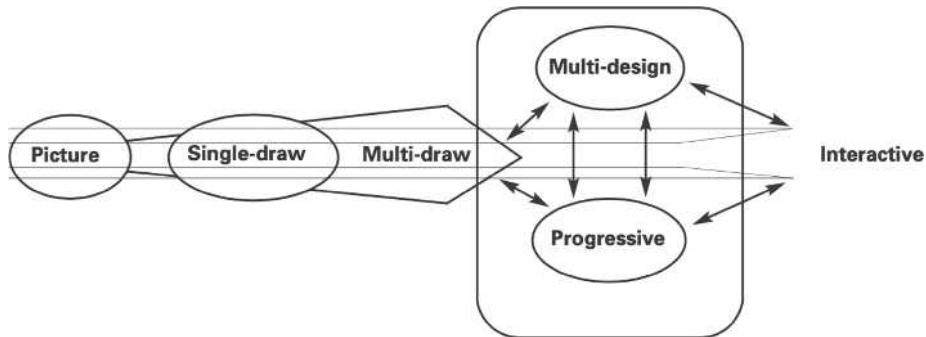 Multi-design
Picture
Single-draw
Multi-draw
Interactive
Progressive